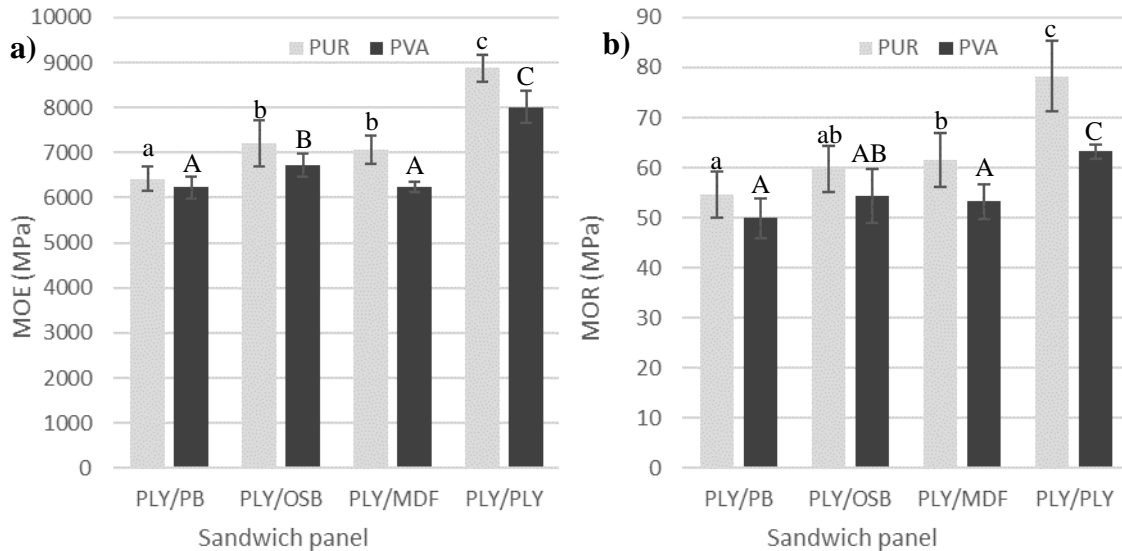 a)
PUR PVA
10000
9000
8000
7000
6000
5000
4000
3000
2000
1000
0
MOE (MPa)
a A b B b A c C
PLY/PB PLY/OSB PLY/MDF PLY/PLY
Sandwich panel
b)
PUR PVA
90
80
70
60
50
40
30
20
10
0
MOR (MPa)
a A ab AB b A c C
PLY/PB PLY/OSB PLY/MDF PLY/PLY
Sandwich panel